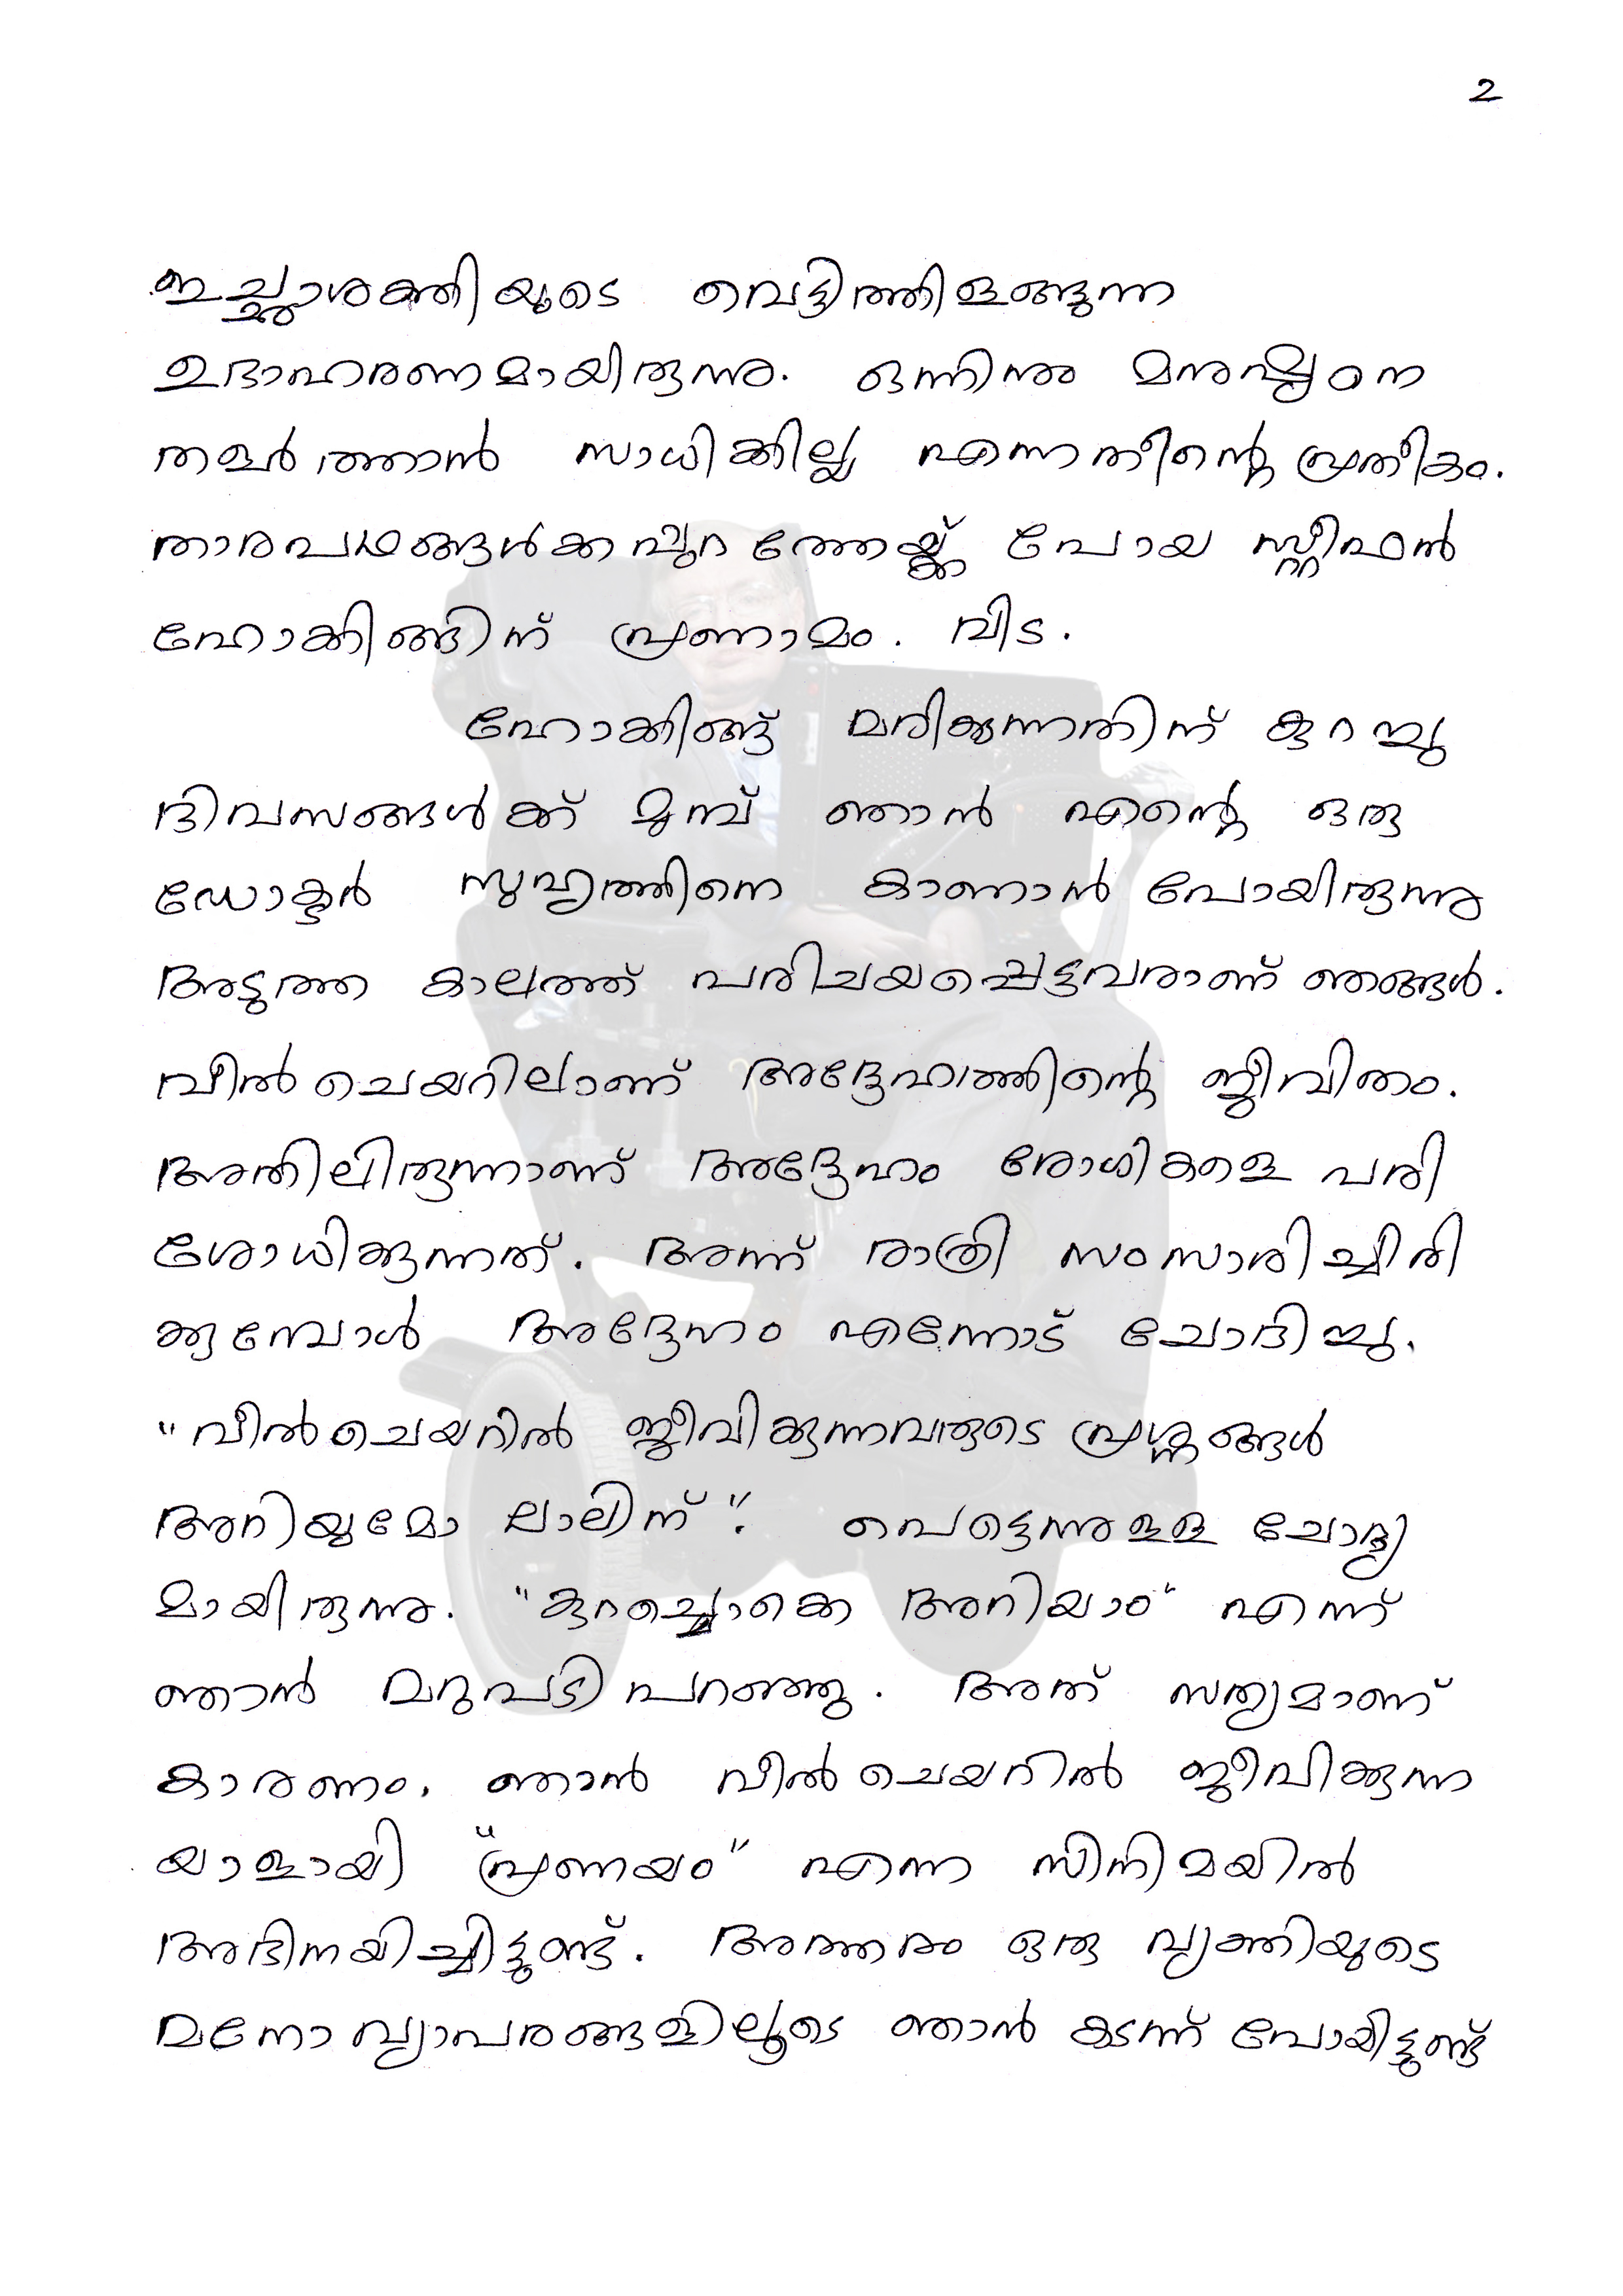 2
ഇച്ഛാശക്തിയുടെ വെട്ടിത്തിളങ്ങുന്ന
ഉദാഹരണമായിരുന്നു. ഒന്നിനും മനുഷ്യനെ
തളർത്താൻ സാധിക്കില്ല എന്നതിന്റെ പ്രതീകം.
താരപഥങ്ങൾക്കപ്പുറത്തേയ്ക്ക് പോയ സ്റ്റീഫൻ
ഹോക്കിങ്ങിന് പ്രണാമം. വിട.
ഹോക്കിങ്ങ് മരിക്കുന്നതിന് കുറച്ചു
ദിവസങ്ങൾക്ക് മുമ്പ് ഞാൻ എന്റെ ഒരു
ഡോക്ടർ സുഹൃത്തിനെ കാണാൻ പോയിരുന്നു
അടുത്ത കാലത്ത് പരിചയപ്പെട്ടവരാണ് ഞങ്ങൾ.
വീൽചെയറിലാണ് അദ്ദേഹത്തിന്റെ ജീവിതം.
അതിലിരുന്നാണ് അദ്ദേഹം രോഗികളെ പരി
ശോധിക്കുന്നത്. അന്ന് രാത്രി സംസാരിച്ചിരി
ക്കുമ്പോൾ അദ്ദേഹം എന്നോട് ചോദിച്ചു.
"വീൽചെയറിൽ ജീവിക്കുന്നവരുടെ പ്രശ്നങ്ങൾ
അറിയുമോ ലാലിന്". പെട്ടെന്നുളള ചോദ്യ
മായിരുന്നു. "കുറച്ചൊക്കെ അറിയാം" എന്ന്
ഞാൻ മറുപടി പറഞ്ഞു. അത് സത്യമാണ്
കാരണം, ഞാൻ വീൽചെയറിൽ ജീവിക്കുന്ന
യാളായി "പ്രണയം" എന്ന സിനിമയിൽ
അഭിനയിച്ചിട്ടുണ്ട്. അത്തരം ഒരു വ്യക്തിയുടെ
മനോവ്യാപരങ്ങളിലൂടെ ഞാൻ കടന്ന് പോയിട്ടുണ്ട്